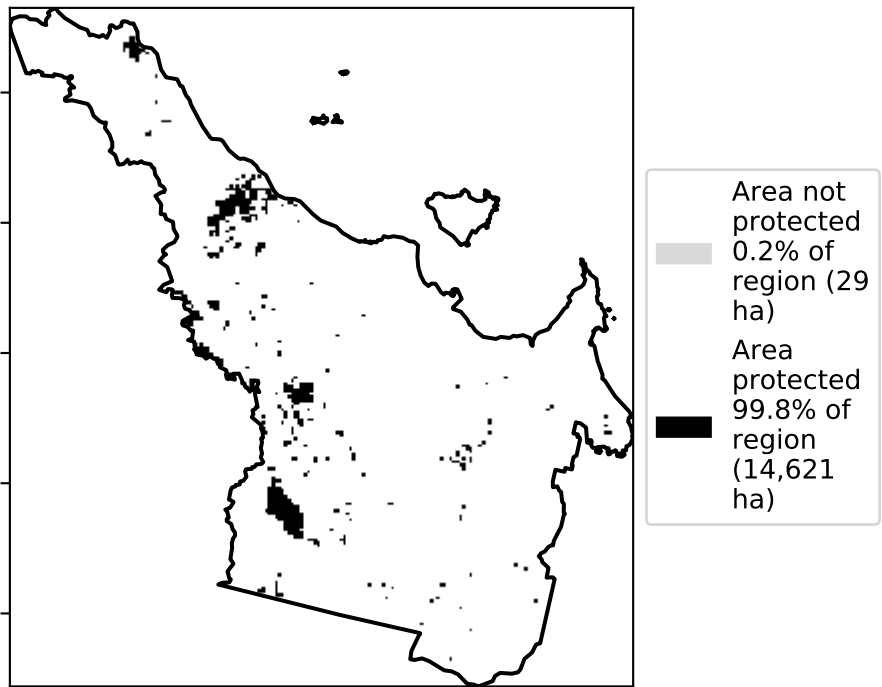 Area not
protected
0.2% of
region (29
ha)
Area
protected
99.8% of
region
(14,621
ha)